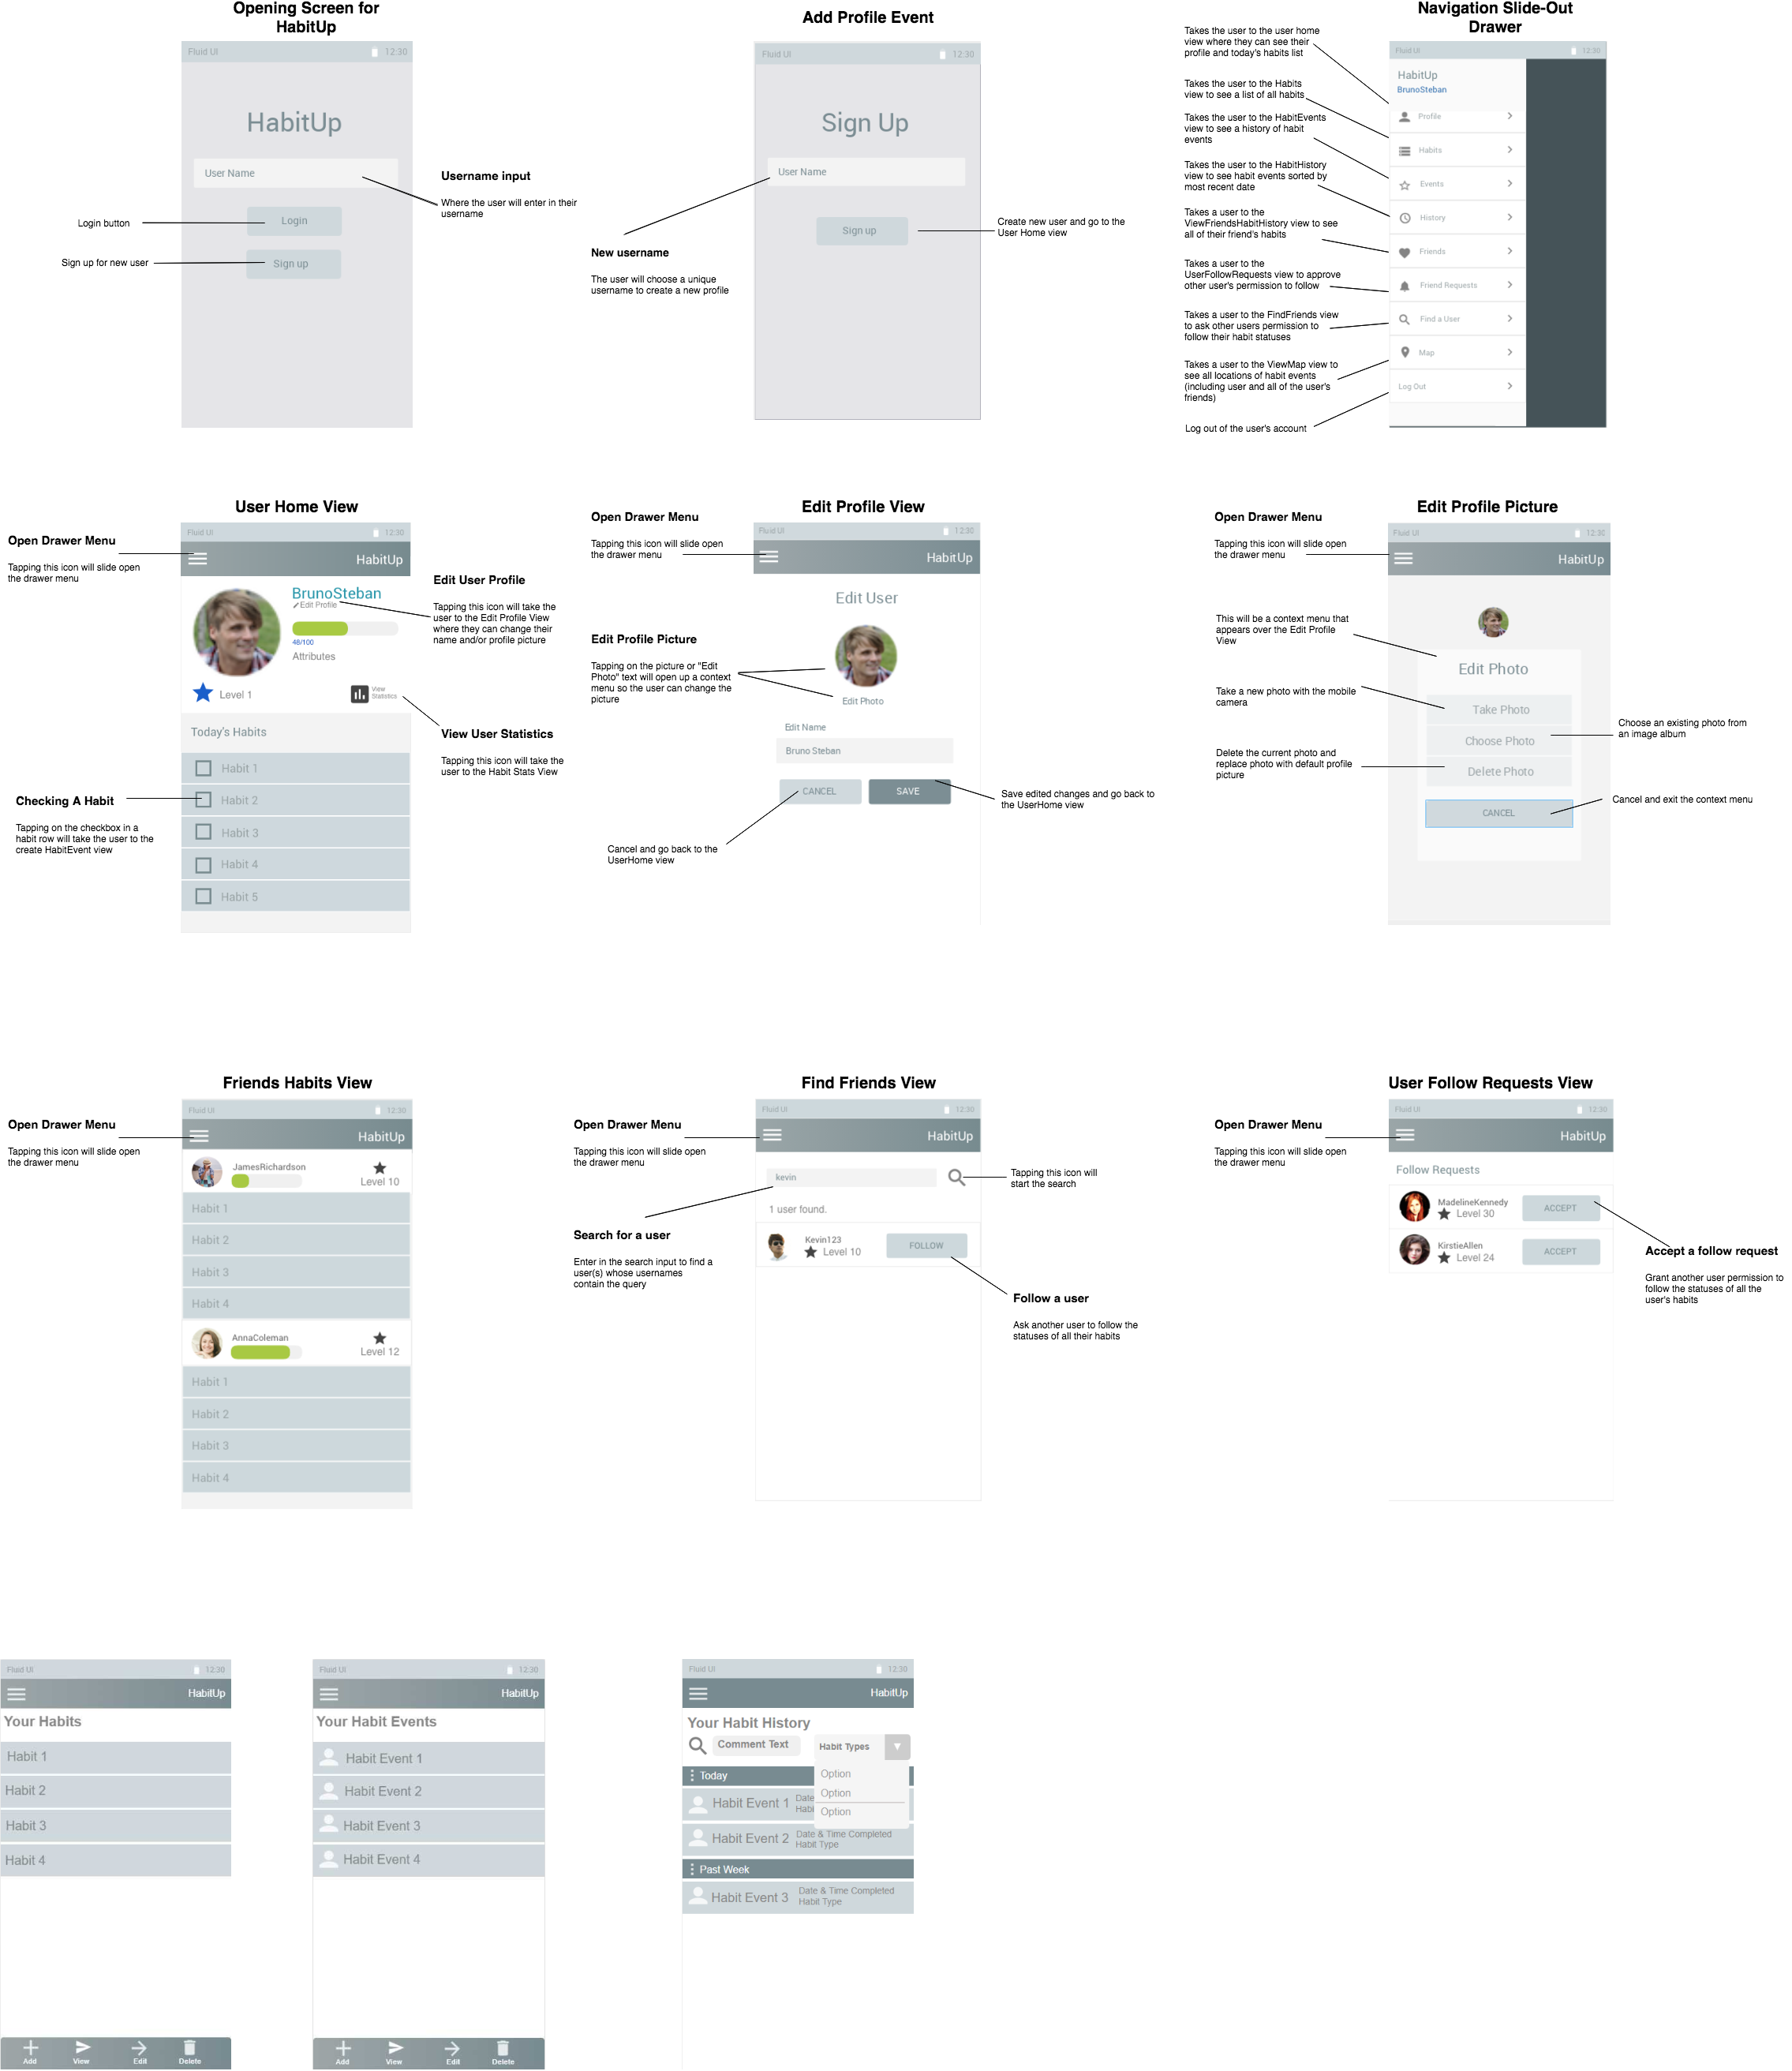 Opening Screen for
HabitUp
Fluid UI 12:30
HabitUp
User Name
Login
Sign up
Username input
Where the user will enter in their
username
Login button
Sign up for new user
Add Profile Event
Fluid UI 12:30
Sign Up
User Name
Sign up
New username
The user will choose a unique
username to create a new profile
Create new user and go to the
User Home view
Navigation Slide-Out
Drawer
Takes the user to the user home
view where they can see their
profile and today's habits list
Takes the user to the Habits
view to see a list of all habits
Takes the user to the HabitEvents
view to see a history of habit
events
Takes the user to the HabitHistory
view to see habit events sorted by
most recent date
Takes a user to the
ViewFriendsHabitHistory view to see
all of their friend's habits
Takes a user to the
UserFollowRequests view to approve
other user's permission to follow
Takes a user to the FindFriends view
to ask other users permission to
follow their habit statuses
Takes a user to the ViewMap view to
see all locations of habit events
(including user and all of the user's
friends)
Log out of the user's account
Fluid UI 12:30
HabitUp
BrunoSteban
Profile
Habits
Events
History
Friends
Friend Requests
Find a User
Map
Log Out
User Home View
Open Drawer Menu
Tapping this icon will slide open
the drawer menu
Fluid UI 12:30
HabitUp
BrunoSteban
Edit Profile
48/100
Attributes
Level 1
View
Statistics
Today's Habits
Habit 1
Habit 2
Habit 3
Habit 4
Habit 5
Edit User Profile
Tapping this icon will take the
user to the Edit Profile View
where they can change their
name and/or profile picture
View User Statistics
Tapping this icon will take the
user to the Habit Stats View
Checking A Habit
Tapping on the checkbox in a
habit row will take the user to the
create HabitEvent view
Edit Profile View
Open Drawer Menu
Tapping this icon will slide open
the drawer menu
Fluid UI 12:30
HabitUp
Edit User
Edit Photo
Edit Name
Bruno Steban
CANCEL
SAVE
Edit Profile Picture
Tapping on the picture or "Edit
Photo" text will open up a context
menu so the user can change the
picture
Save edited changes and go back to
the UserHome view
Cancel and go back to the
UserHome view
Edit Profile Picture
Open Drawer Menu
Tapping this icon will slide open
the drawer menu
Fluid UI 12:30
HabitUp
This will be a context menu that
appears over the Edit Profile
View
Edit Photo
Take Photo
Choose Photo
Delete Photo
CANCEL
Take a new photo with the mobile
camera
Choose an existing photo from
an image album
Delete the current photo and
replace photo with default profile
picture
Cancel and exit the context menu
Friends Habits View
Open Drawer Menu
Tapping this icon will slide open
the drawer menu
Fluid UI 12:30
HabitUp
JamesRichardson
Level 10
Habit 1
Habit 2
Habit 3
Habit 4
AnnaColeman
Level 12
Habit 1
Habit 2
Habit 3
Habit 4
Find Friends View
Open Drawer Menu
Tapping this icon will slide open
the drawer menu
Fluid UI 12:30
HabitUp
kevin
1 user found.
Kevin123
Level 10
FOLLOW
Tapping this icon will
start the search
Search for a user
Enter in the search input to find a
user(s) whose usernames
contain the query
Follow a user
Ask another user to follow the
statuses of all their habits
User Follow Requests View
Open Drawer Menu
Tapping this icon will slide open
the drawer menu
Fluid UI 12:30
HabitUp
Follow Requests
MadelineKennedy
Level 30
ACCEPT
KirstieAllen
Level 24
ACCEPT
Accept a follow request
Grant another user permission to
follow the statuses of all the
user's habits
Fluid UI 12:30
HabitUp
Your Habits
Habit 1
Habit 2
Habit 3
Habit 4
Add View Edit Delete
Fluid UI 12:30
HabitUp
Your Habit Events
Habit Event 1
Habit Event 2
Habit Event 3
Habit Event 4
Add View Edit Delete
Fluid UI 12:30
HabitUp
Your Habit History
Comment Text
Habit Types
Option
Option
Option
Today
Habit Event 1
Date
Habi
Habit Event 2
Date & Time Completed
Habit Type
Past Week
Habit Event 3
Date & Time Completed
Habit Type